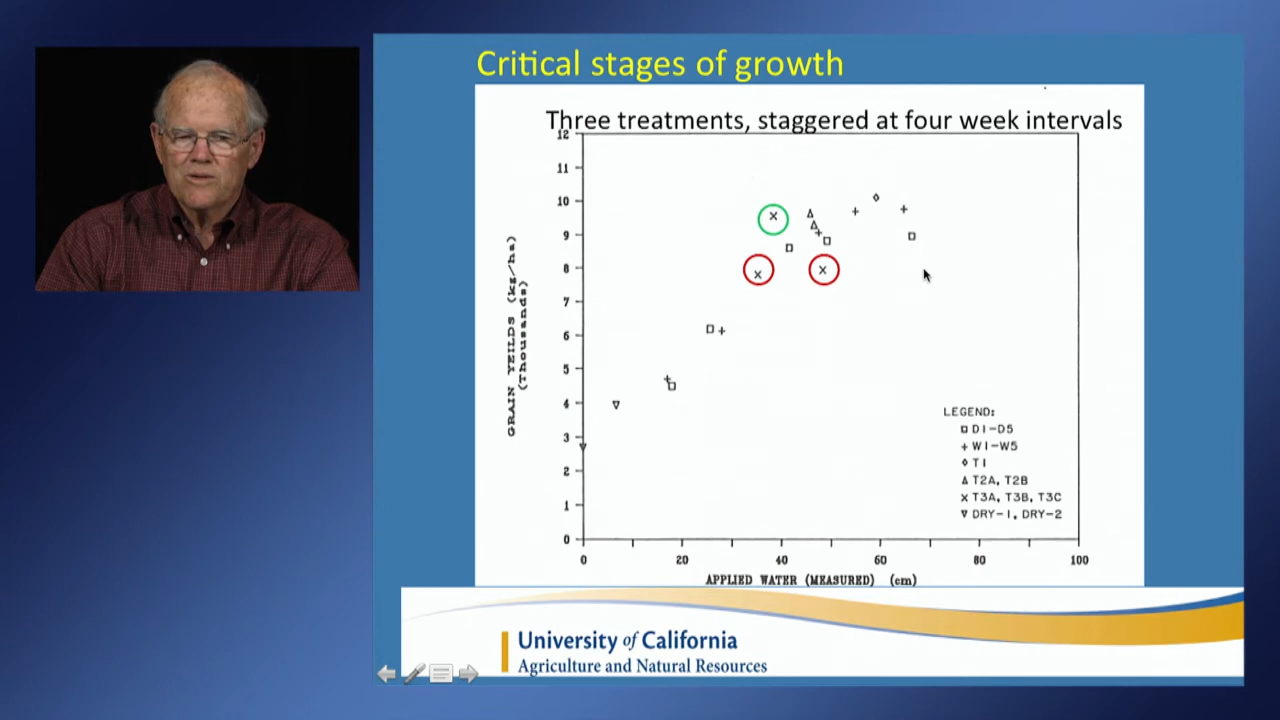 Critical stages of growth
Three treatments, staggered at four week intervals
12
11
10
9
8
7
6
5
4
3
2
1
0
GRAIN YEILDS (kg/ha)
(Thousands)
LEGEND:
D1-D5
+ W1-W5
T1
T2A, T2B
x T3A, T3B, T3C
DRY-1, DRY-2
0 20 40 60 80 100
APPLIED WATER (MEASURED) (cm)
University of California
Agriculture and Natural Resources